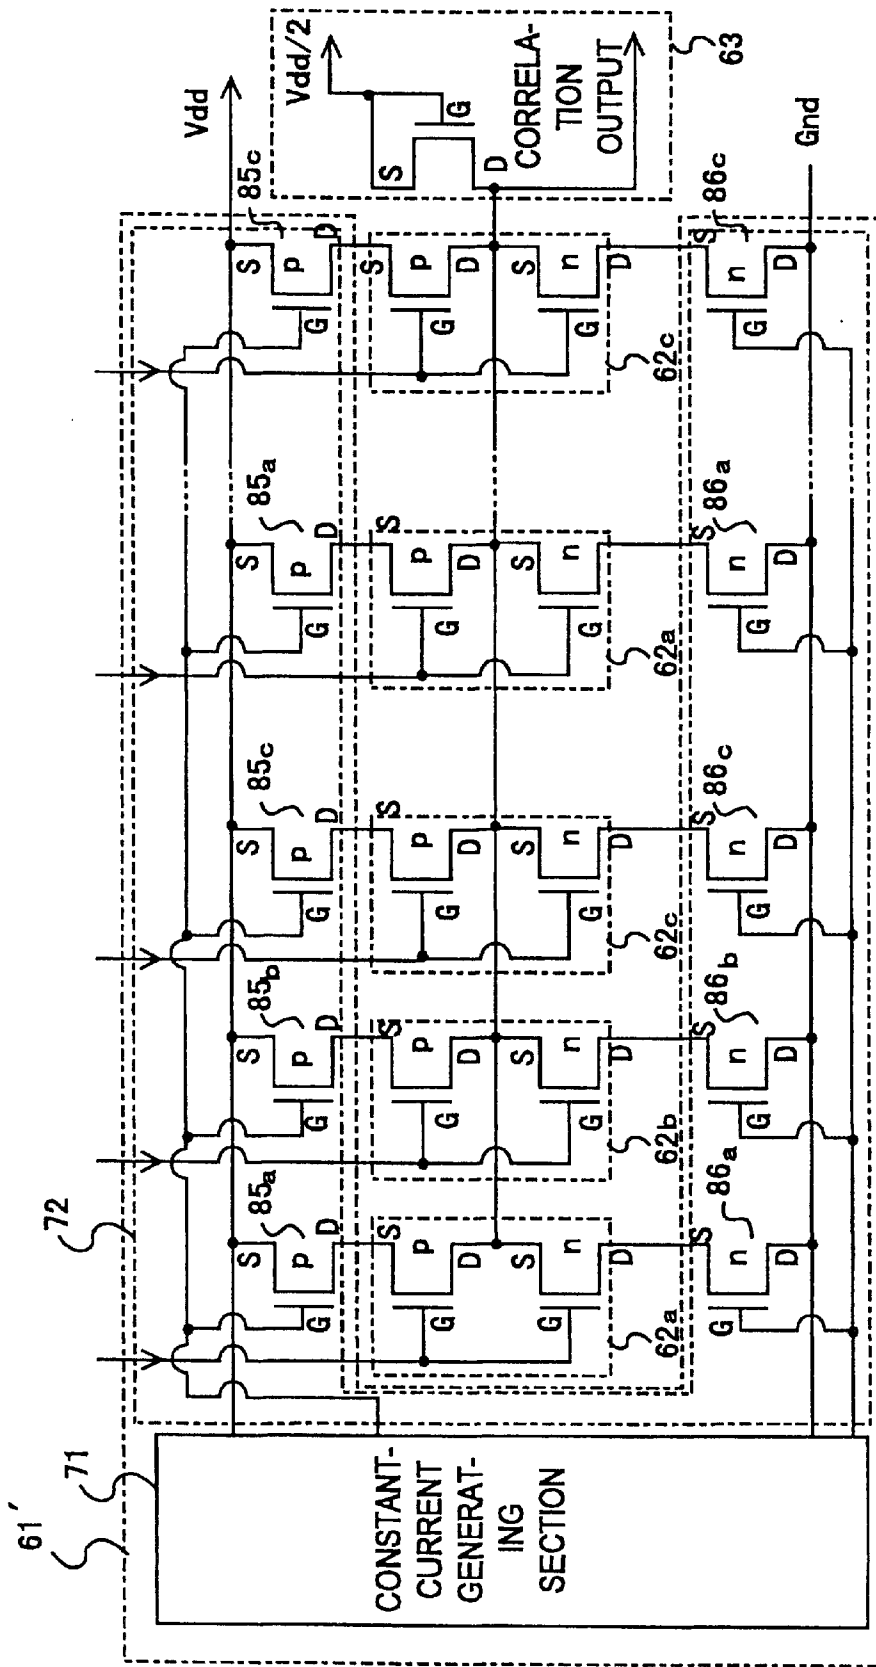 61'
71
72
CONSTANT-
CURRENT
GENERAT-
ING
SECTION
85a
85b
85c
85a
85c
Vdd
S p D G
S p D G
S p D G
S p D G
S p D G
S p D G
S p D G
S p D G
S p D G
S p D G
S n D G
S n D G
S n D G
S n D G
S n D G
62a
62b
62c
62a
62c
86a
86b
86c
86a
86c
S n D G
S n D G
S n D G
S n D G
S n D G
Gnd
Vdd/2
S G D
CORRELA-
TION
OUTPUT
63